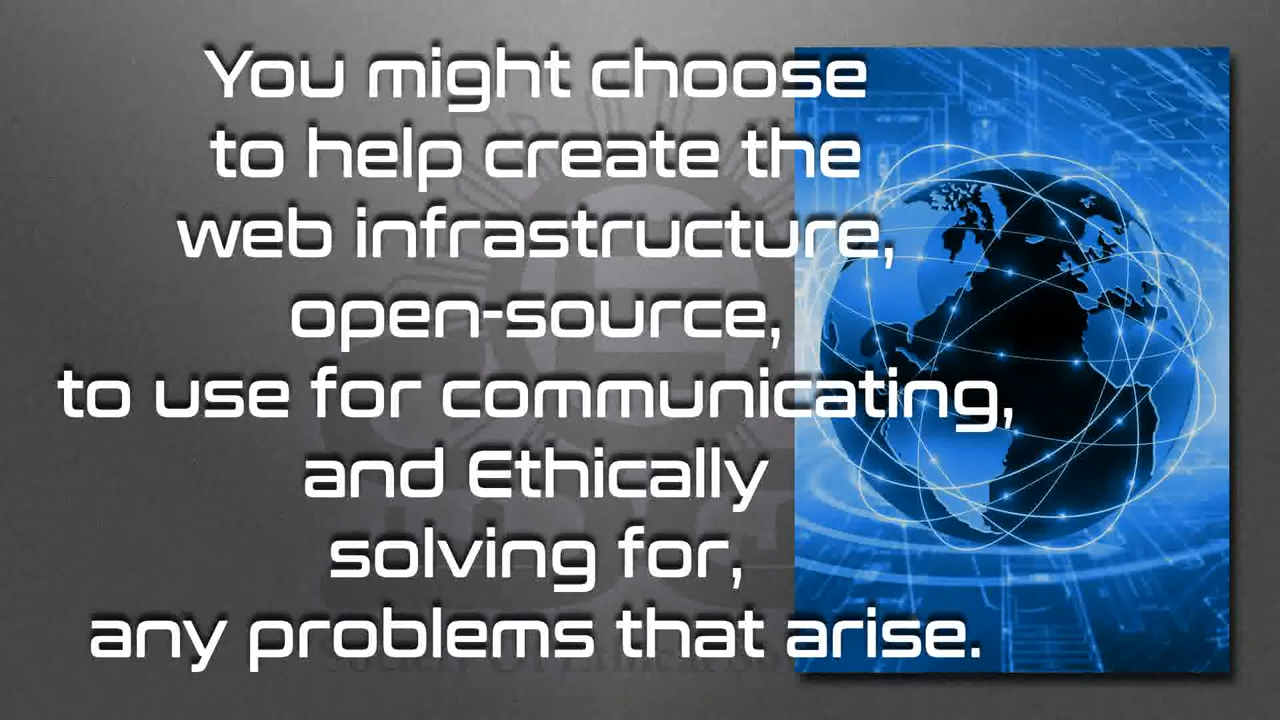 You might choose
to help create the
web infrastructure,
open-source,
to use for communicating,
and Ethically
solving for,
any problems that arise.